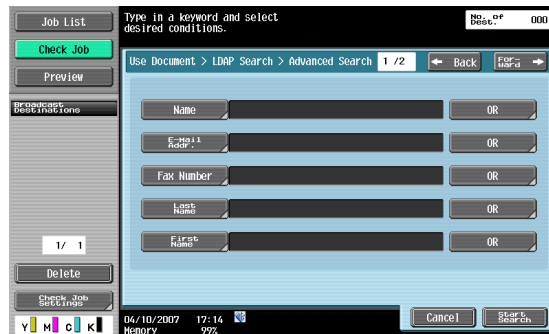 Job List
Check Job
Preview
Broadcast
Destinations
1/ 1
Delete
Check Job
Settings
Y M C K
Type in a keyword and select
desired conditions.
No. of
Dest.
000
Use Document > LDAP Search > Advanced Search
1 /2
← Back
For-
ward →
Name
OR
E-Mail
Addr.
OR
Fax Number
OR
Last
Name
OR
First
Name
OR
04/10/2007 17:14
Memory 99%
Cancel
Start
Search